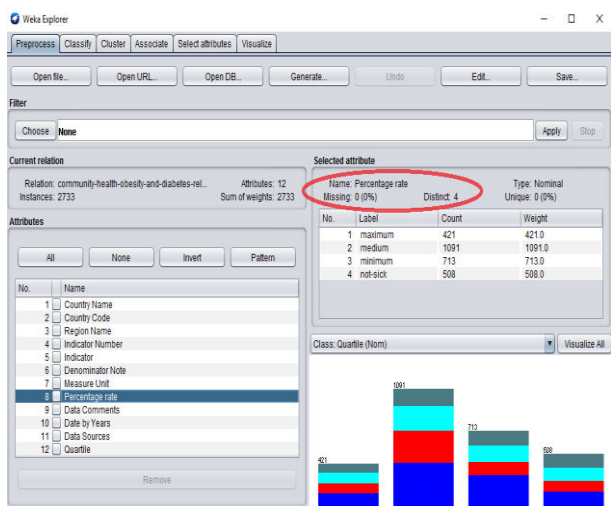 Weka Explorer
Preprocess Classify Cluster Associate Select attributes Visualize
Open file... Open URL... Open DB... Generate... Undo Edit... Save...
Filter
Choose None Apply Stop
Current relation
Relation: community-health-obesity-and-diabetes-rel... Attributes: 12
Instances: 2733 Sum of weights: 2733
Attributes
All None Invert Pattern
No. Name
1 Country Name
2 Country Code
3 Region Name
4 Indicator Number
5 Indicator
6 Denominator Note
7 Measure Unit
8 Percentage rate
9 Data Comments
10 Date by Years
11 Data Sources
12 Quartile
Remove
Selected attribute
Name: Percentage rate Type: Nominal
Missing: 0 (0%) Distinct: 4 Unique: 0 (0%)
No. Label Count Weight
1 maximum 421 421.0
2 medium 1091 1091.0
3 minimum 713 713.0
4 not-sick 508 508.0
Class: Quartile (Nom) Visualize All
1091
713
508
421